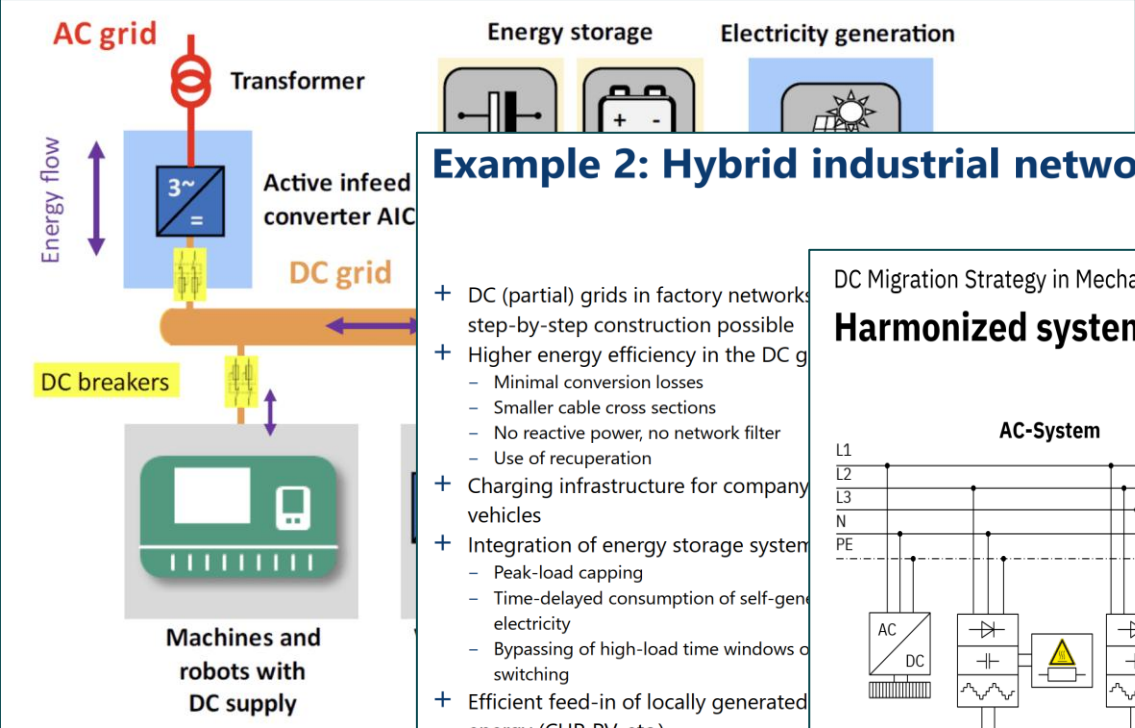 AC grid
Transformer
Energy flow
3~
=
Active infeed
converter AIC
DC grid
DC breakers
Machines and
robots with
DC supply
Energy storage
Electricity generation
+ -
Example 2: Hybrid industrial netwo
+ DC (partial) grids in factory networks
step-by-step construction possible
+ Higher energy efficiency in the DC g
– Minimal conversion losses
– Smaller cable cross sections
– No reactive power, no network filter
– Use of recuperation
+ Charging infrastructure for company
vehicles
+ Integration of energy storage system
– Peak-load capping
– Time-delayed consumption of self-gene
electricity
– Bypassing of high-load time windows o
switching
+ Efficient feed-in of locally generated
energy (CHP, PV, etc.)
DC Migration Strategy in Mecha
Harmonized system
AC-System
L1
L2
L3
N
PE
AC
DC